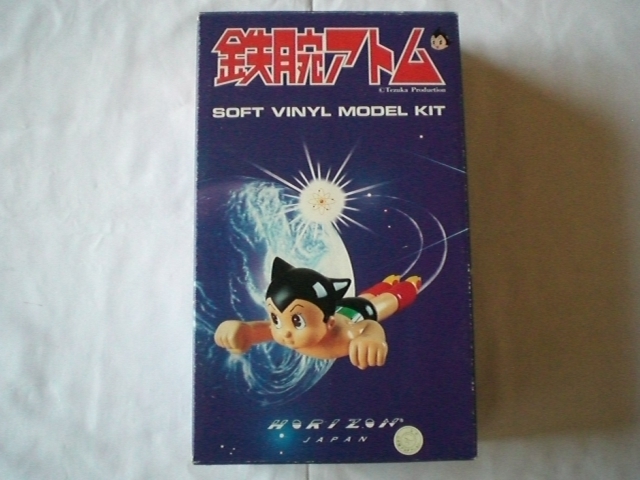 鉄腕アトム
©Tezuka Production
SOFT VINYL MODEL KIT
HORIZON
JAPAN